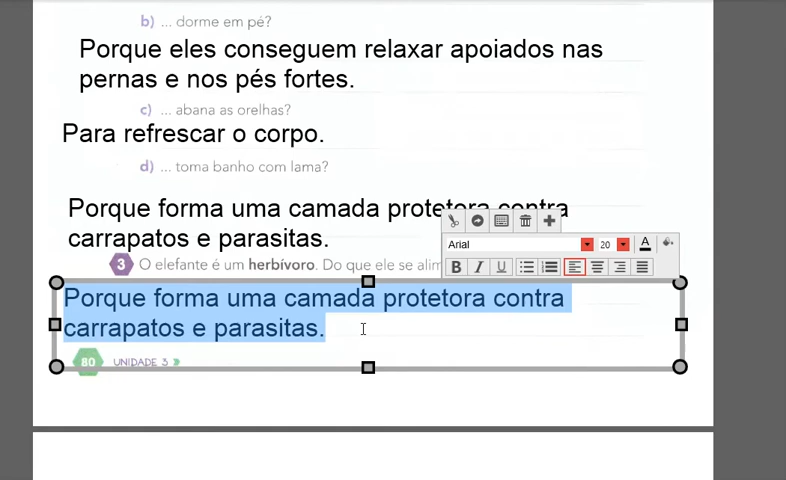 b) ... dorme em pé?
Porque eles conseguem relaxar apoiados nas
pernas e nos pés fortes.
c) ... abana as orelhas?
Para refrescar o corpo.
d) ... toma banho com lama?
Porque forma uma camada protetora contra
carrapatos e parasitas.
Arial 20 A
B I U
3 O elefante é um herbívoro. Do que ele se
Porque forma uma camada protetora contra
carrapatos e parasitas.
80 UNIDADE 3